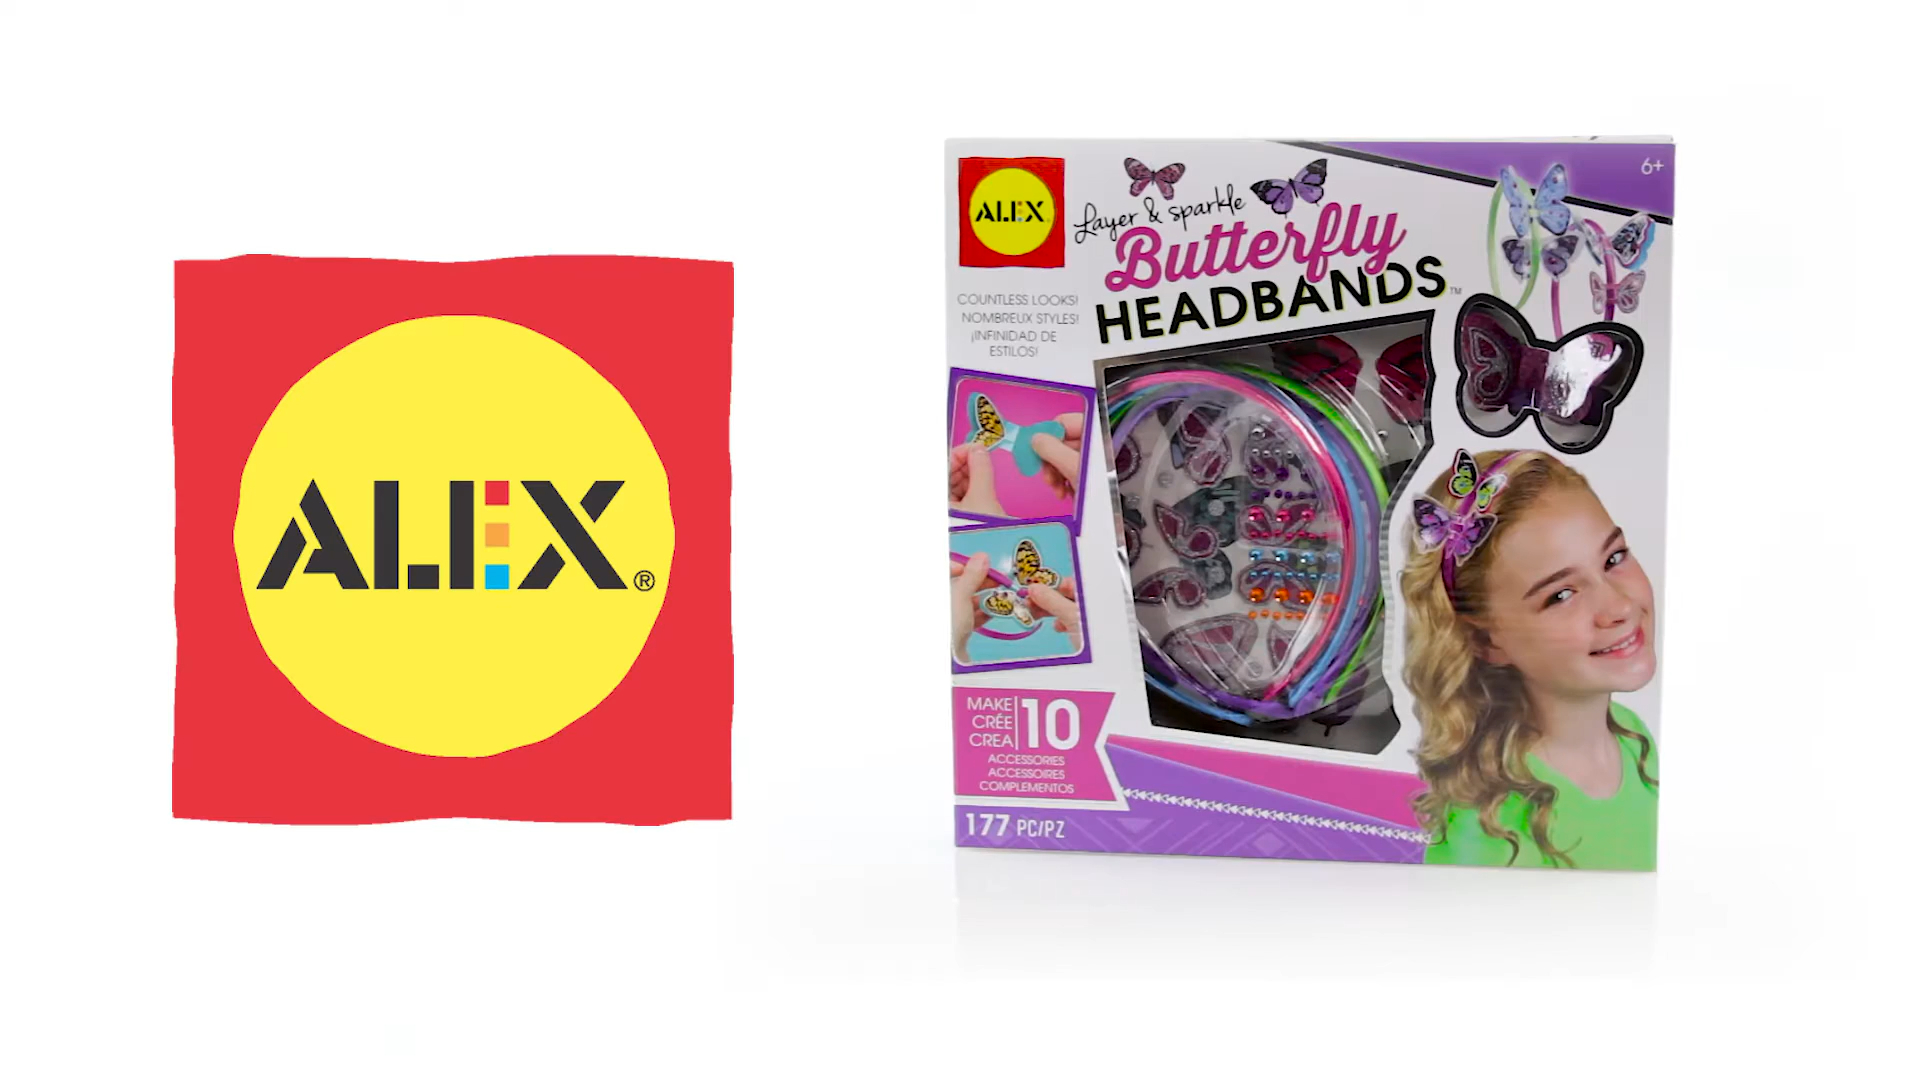 ALEX®
ALEX
6+
Layer & sparkle
Butterfly
HEADBANDS™
COUNTLESS LOOKS!
NOMBREUX STYLES!
¡INFINIDAD DE
ESTILOS!
MAKE
CRÉE
CREA
10
ACCESSORIES
ACCESSOIRES
COMPLEMENTOS
177 PC/PZ